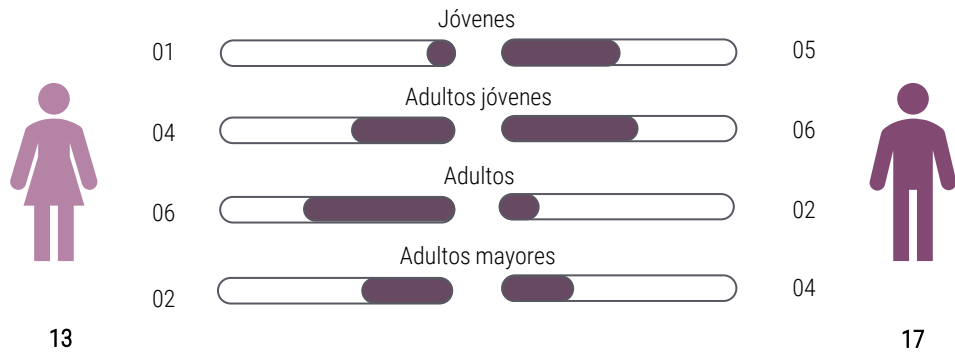 Jóvenes
01 05
Adultos jóvenes
04 06
Adultos
06 02
Adultos mayores
02 04
13 17